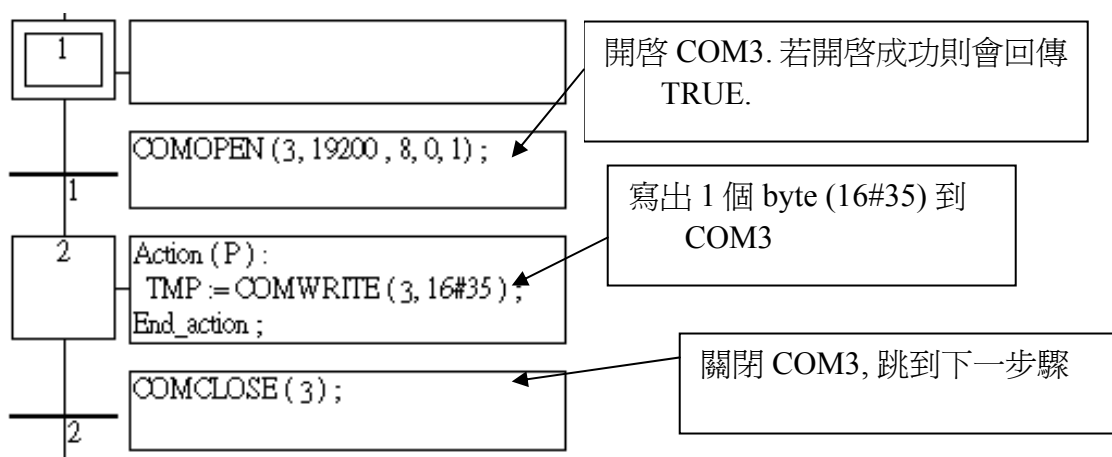 1
開啓 COM3. 若開啓成功則會回傳
TRUE.
COMOPEN (3, 19200 , 8, 0, 1) ;
1
寫出 1 個 byte (16#35) 到
COM3
2
Action ( P ) :
TMP := COMWRITE ( 3, 16#35 ) ;
End_action ;
關閉 COM3, 跳到下一步驟
COMCLOSE ( 3 ) ;
2